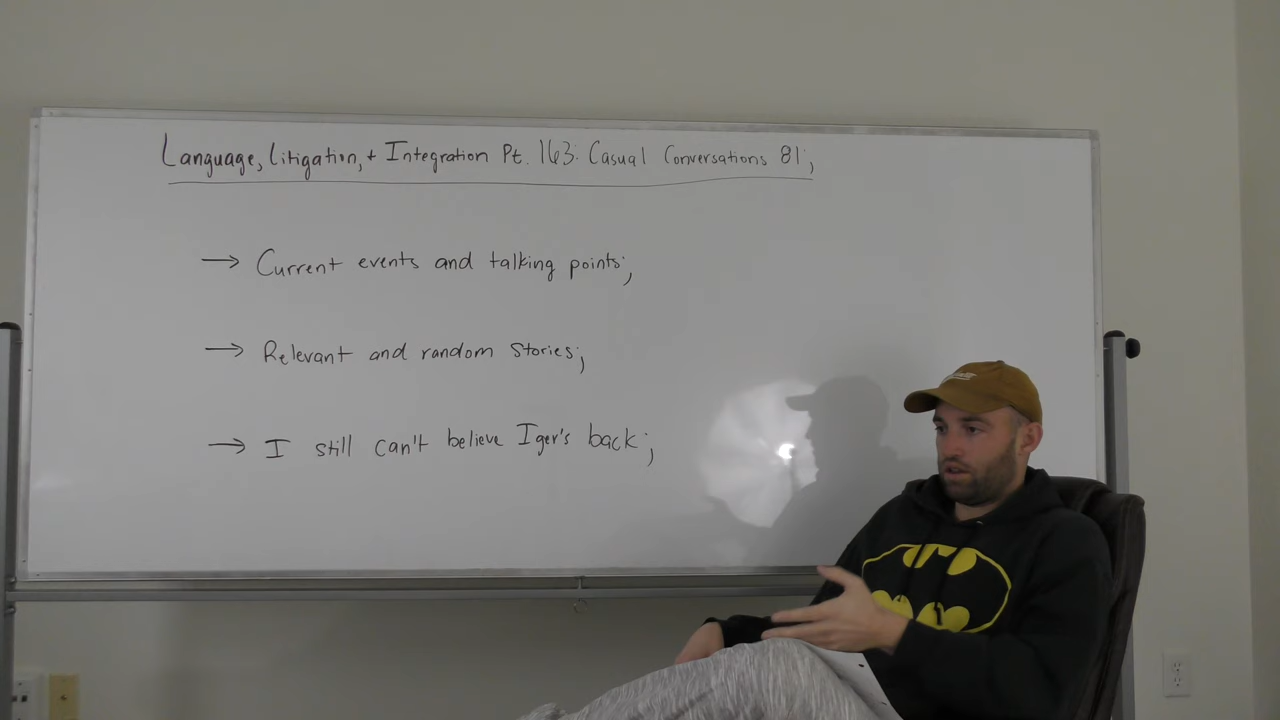 Language, Litigation, + Integration Pt. 163: Casual Conversations 81;
→ Current events and talking points;
→ Relevant and random stories;
→ I still can't believe Iger's back;